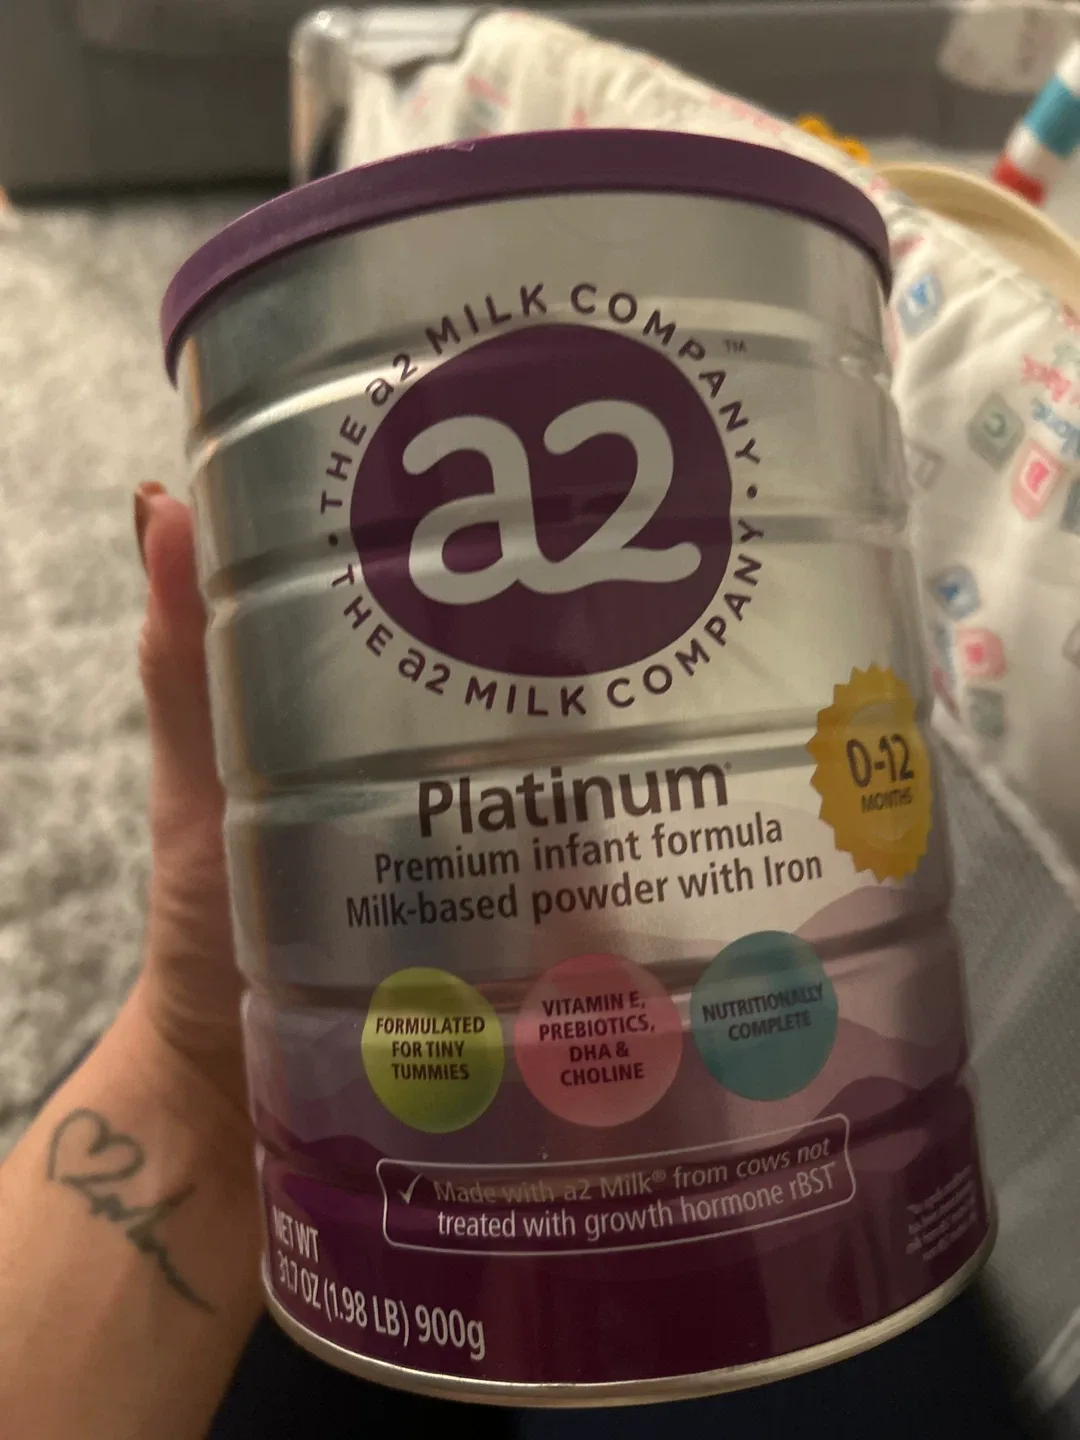 THE a2 MILK COMPANY ™
a2
THE a2 MILK COMPANY
Platinum®
Premium infant formula
Milk-based powder with Iron
0-12
MONTHS
FORMULATED
FOR TINY
TUMMIES
VITAMIN E,
PREBIOTICS,
DHA &
CHOLINE
NUTRITIONALLY
COMPLETE
✓ Made with a2 Milk® from cows not
treated with growth hormone rBST*
NET WT
31.7 OZ (1.98 LB) 900g